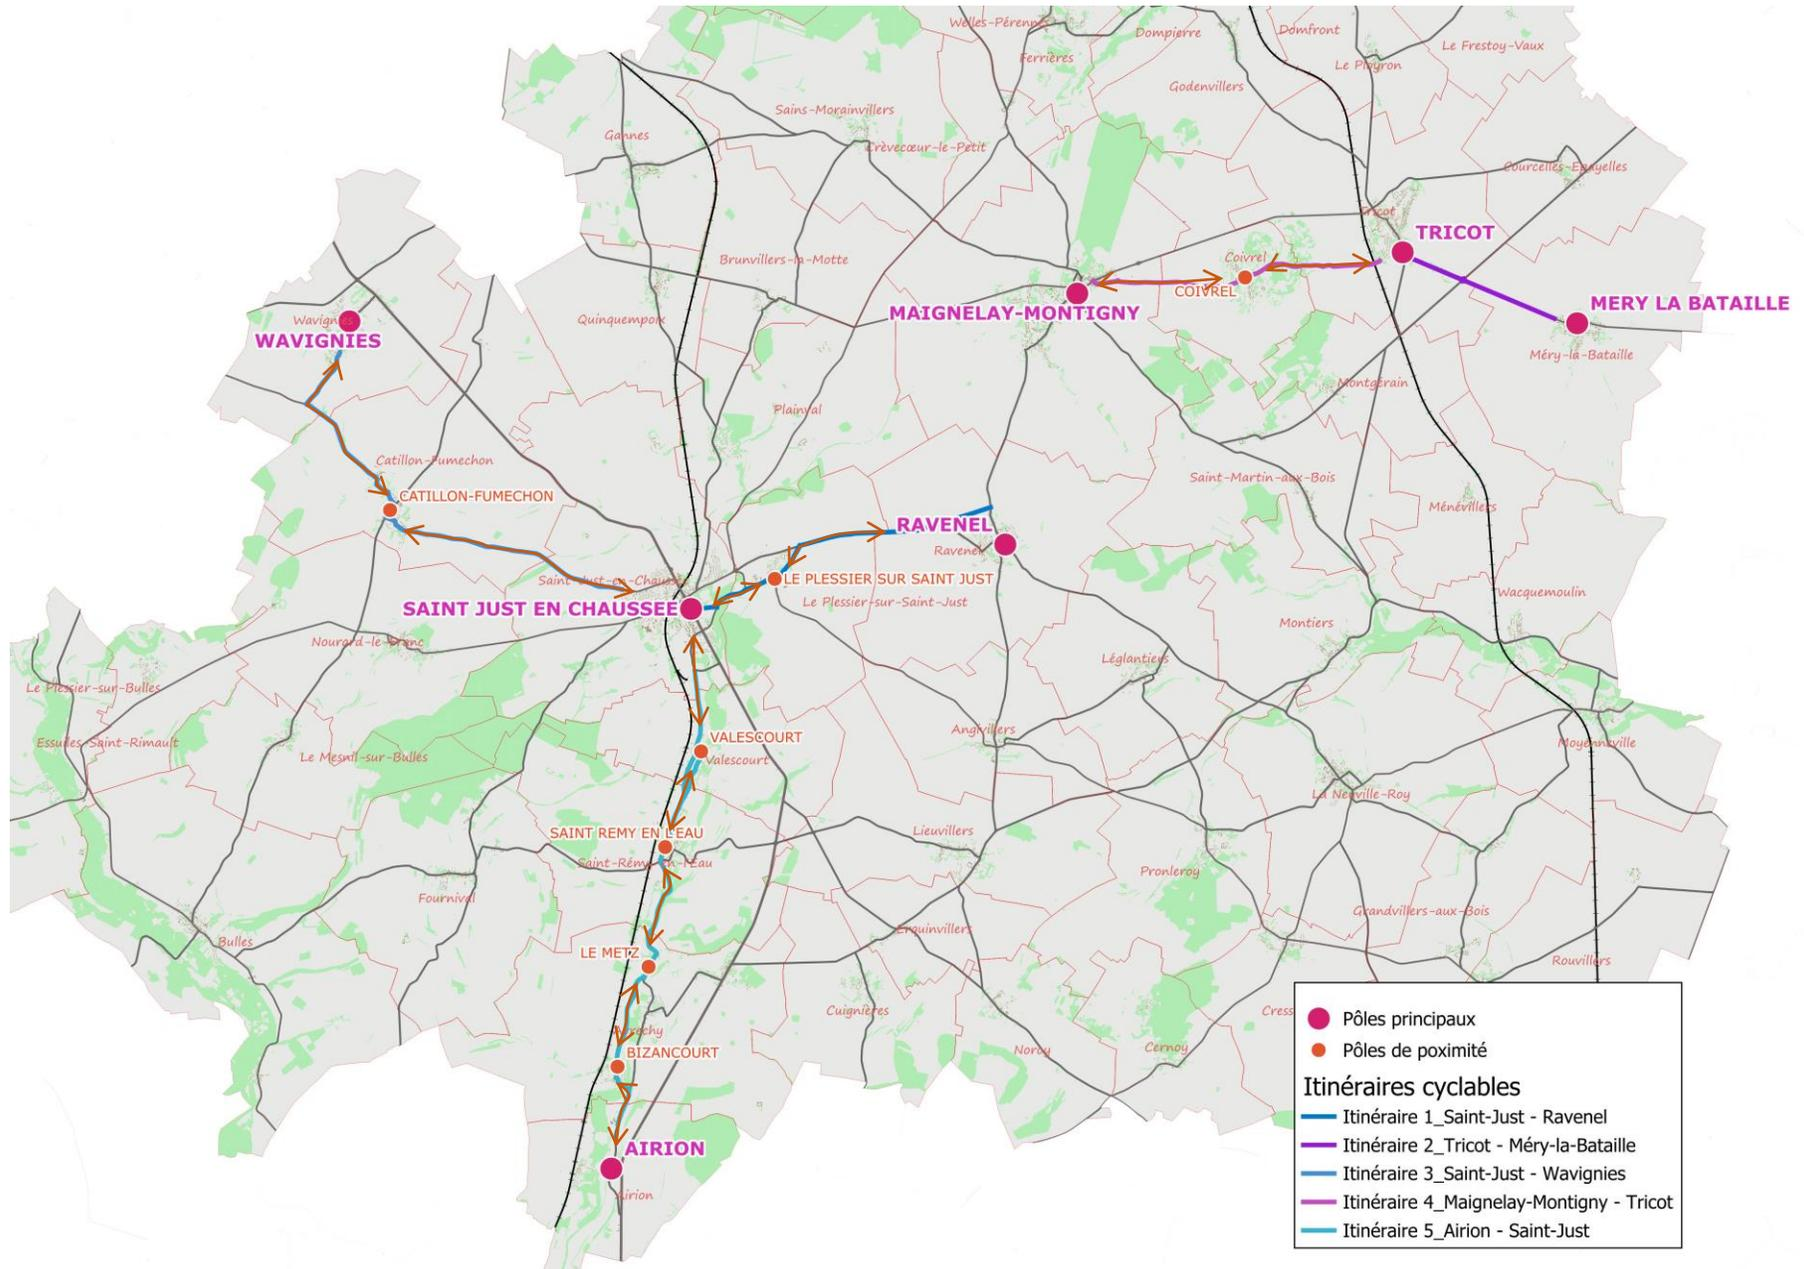 Welles-Pérennes
Dompierre
Domfront
Le Frestoy-Vaux
Ferrières
Le Ployron
Godenvillers
Sains-Morainvillers
Gannes
Crèvecœur-le-Petit
Courcelles-Epayelles
Tricot
TRICOT
Coivrel
Brunvillers-la-Motte
COIVREL
MERY LA BATAILLE
MAIGNELAY-MONTIGNY
Wavignies
WAVIGNIES
Quinquempoix
Méry-la-Bataille
Montgerain
Plainval
Catillon-Fumechon
CATILLON-FUMECHON
Saint-Martin-aux-Bois
Ménévillers
RAVENEL
Ravenel
Saint-Just-en-Chaussée
LE PLESSIER SUR SAINT JUST
SAINT JUST EN CHAUSSEE
Le Plessier-sur-Saint-Just
Wacquemoulin
Montiers
Nourard-le-Franc
Léglantiers
Le Plessier-sur-Bulles
Angivillers
VALESCOURT
Valescourt
Essuiles-Saint-Rimault
Le Mesnil-sur-Bulles
Moyenneville
La Neuville-Roy
SAINT REMY EN L'EAU
Saint-Rémy-en-l'Eau
Lieuvillers
Pronleroy
Fournival
Grandvillers-aux-Bois
Erquinvillers
Bulles
LE METZ
Rouvillers
Cuignières
Cress
Avrechy
BIZANCOURT
Noroy
Cernoy
AIRION
Airion
Pôles principaux
Pôles de poximité
Itinéraires cyclables
Itinéraire 1_Saint-Just - Ravenel
Itinéraire 2_Tricot - Méry-la-Bataille
Itinéraire 3_Saint-Just - Wavignies
Itinéraire 4_Maignelay-Montigny - Tricot
Itinéraire 5_Airion - Saint-Just